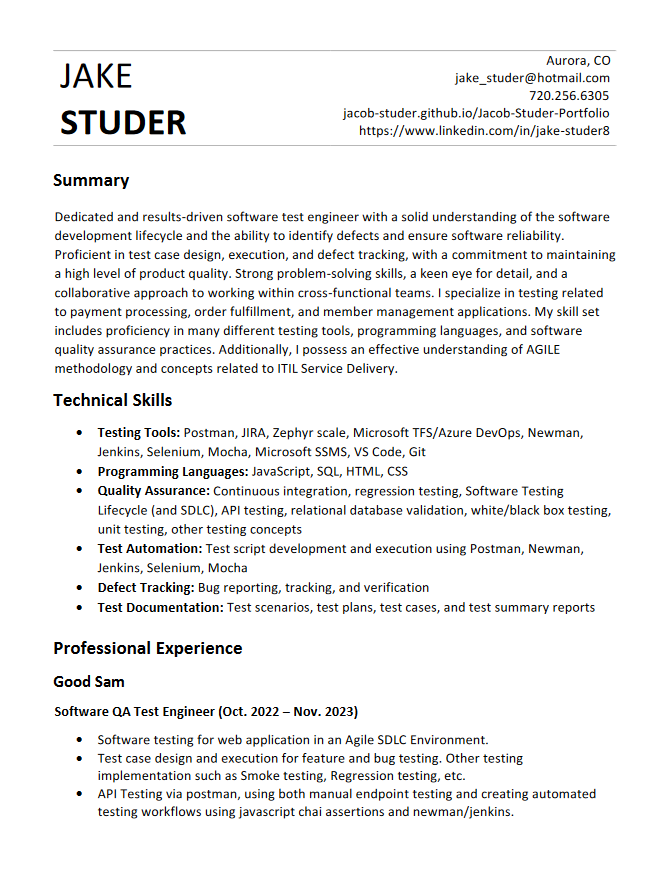 JAKE
STUDER
Aurora, CO
jake_studer@hotmail.com
720.256.6305
jacob-studer.github.io/Jacob-Studer-Portfolio
https://www.linkedin.com/in/jake-studer8
Summary
Dedicated and results-driven software test engineer with a solid understanding of the software
development lifecycle and the ability to identify defects and ensure software reliability.
Proficient in test case design, execution, and defect tracking, with a commitment to maintaining
a high level of product quality. Strong problem-solving skills, a keen eye for detail, and a
collaborative approach to working within cross-functional teams. I specialize in testing related
to payment processing, order fulfillment, and member management applications. My skill set
includes proficiency in many different testing tools, programming languages, and software
quality assurance practices. Additionally, I possess an effective understanding of AGILE
methodology and concepts related to ITIL Service Delivery.
Technical Skills
• Testing Tools: Postman, JIRA, Zephyr scale, Microsoft TFS/Azure DevOps, Newman,
Jenkins, Selenium, Mocha, Microsoft SSMS, VS Code, Git
• Programming Languages: JavaScript, SQL, HTML, CSS
• Quality Assurance: Continuous integration, regression testing, Software Testing
Lifecycle (and SDLC), API testing, relational database validation, white/black box testing,
unit testing, other testing concepts
• Test Automation: Test script development and execution using Postman, Newman,
Jenkins, Selenium, Mocha
• Defect Tracking: Bug reporting, tracking, and verification
• Test Documentation: Test scenarios, test plans, test cases, and test summary reports
Professional Experience
Good Sam
Software QA Test Engineer (Oct. 2022 – Nov. 2023)
• Software testing for web application in an Agile SDLC Environment.
• Test case design and execution for feature and bug testing. Other testing
implementation such as Smoke testing, Regression testing, etc.
• API Testing via postman, using both manual endpoint testing and creating automated
testing workflows using javascript chai assertions and newman/jenkins.